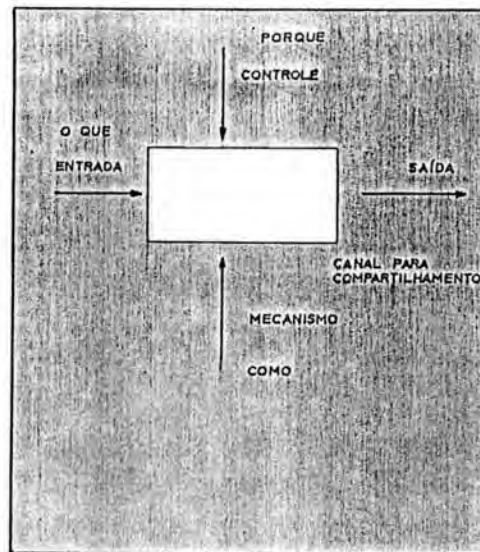 PORQUE
CONTROLE
O QUE
ENTRADA
SAÍDA
CANAL PARA
COMPARTILHAMENTO
MECANISMO
COMO